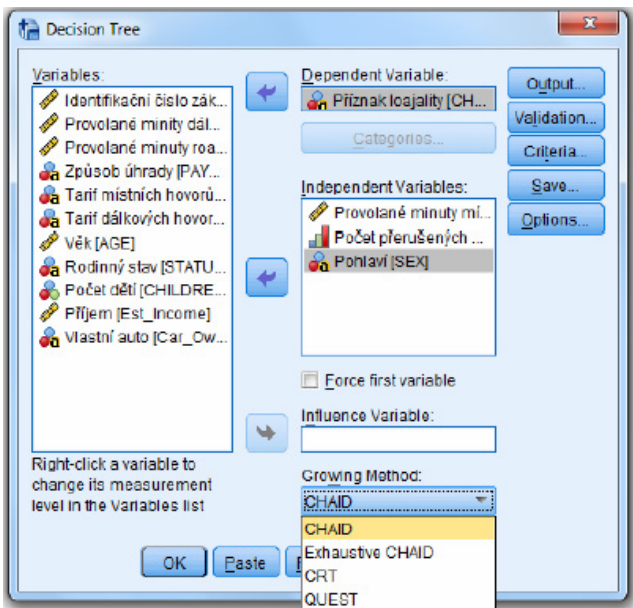 Decision Tree
Variables:
Identifikační číslo zák...
Provolané minity dál...
Provolané minuty roa...
Způsob úhrady [PAY...
Tarif místních hovorů...
Tarif dálkových hovor...
Věk [AGE]
Rodinný stav [STATU...
Počet dětí [CHILDRE...
Příjem [Est_Income]
Vlastní auto [Car_Ow...
Right-click a variable to
change its measurement
level in the Variables list
Dependent Variable:
Příznak loajality [CH...
Categories...
Independent Variables:
Provolané minuty mí...
Počet přerušených ...
Pohlaví [SEX]
Force first variable
Influence Variable:
Growing Method:
CHAID
CHAID
Exhaustive CHAID
CRT
QUEST
Output...
Validation...
Criteria...
Save...
Options...
OK
Paste